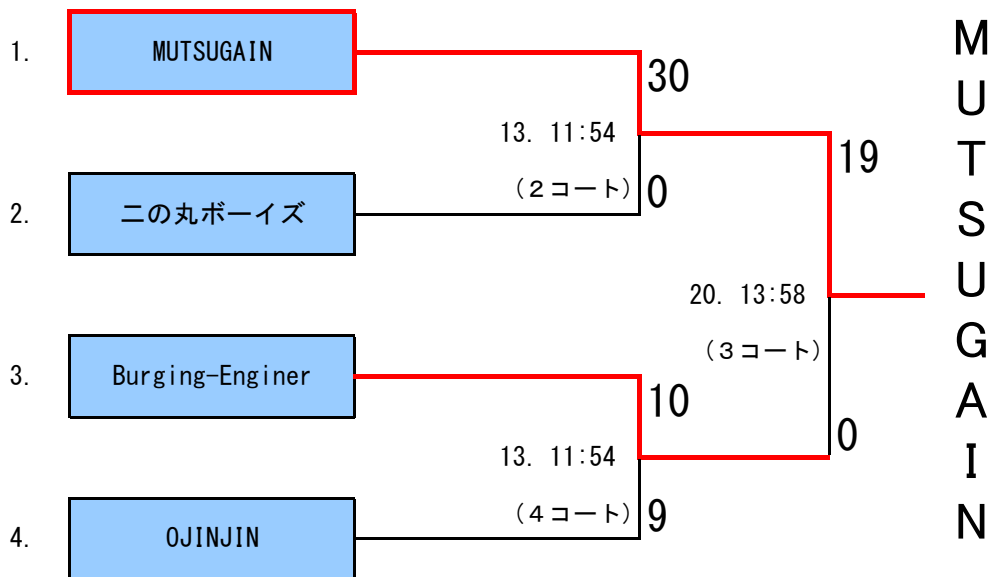 1. MUTSUGAIN
30
13. 11:54
(2コート)
0
2. 二の丸ボーイズ
19
20. 13:58
(3コート)
0
3. Burging-Enginer
10
13. 11:54
(4コート)
9
4. OJINJIN
MUTSUGAIN